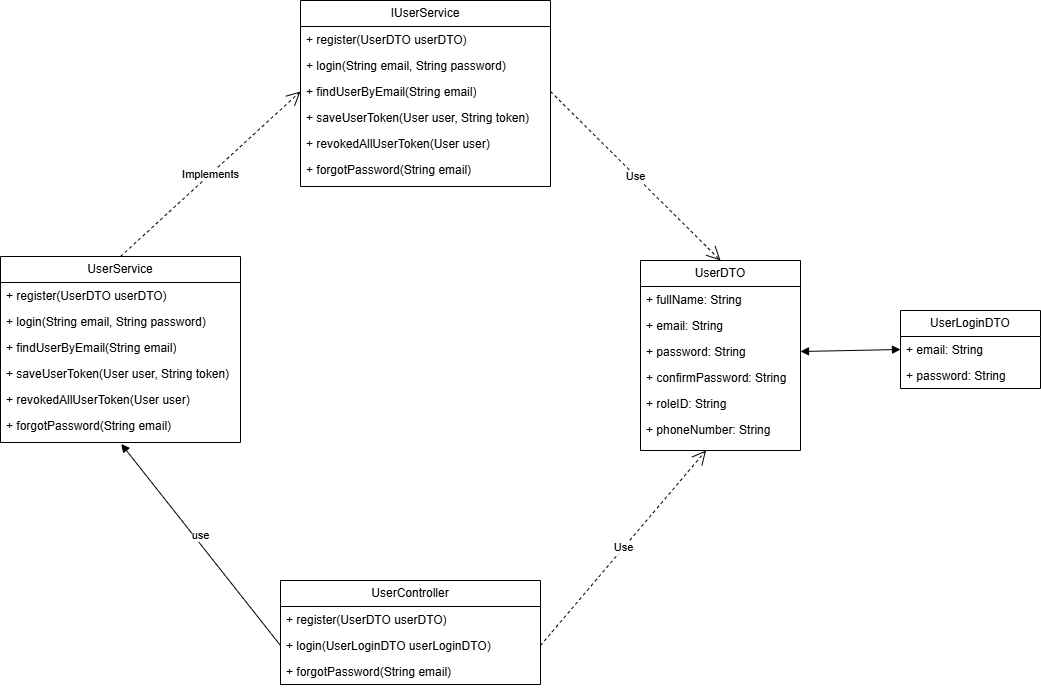 IUserService
+ register(UserDTO userDTO)
+ login(String email, String password)
+ findUserByEmail(String email)
+ saveUserToken(User user, String token)
+ revokedAllUserToken(User user)
+ forgotPassword(String email)
Implements
Use
UserService
+ register(UserDTO userDTO)
+ login(String email, String password)
+ findUserByEmail(String email)
+ saveUserToken(User user, String token)
+ revokedAllUserToken(User user)
+ forgotPassword(String email)
UserDTO
+ fullName: String
+ email: String
+ password: String
+ confirmPassword: String
+ roleID: String
+ phoneNumber: String
UserLoginDTO
+ email: String
+ password: String
use
Use
UserController
+ register(UserDTO userDTO)
+ login(UserLoginDTO userLoginDTO)
+ forgotPassword(String email)